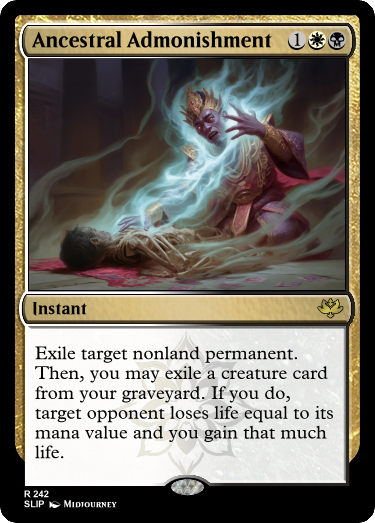 Ancestral Admonishment 1
Instant
Exile target nonland permanent.
Then, you may exile a creature card
from your graveyard. If you do,
target opponent loses life equal to its
mana value and you gain that much
life.
R 242
SLIP Midjourney